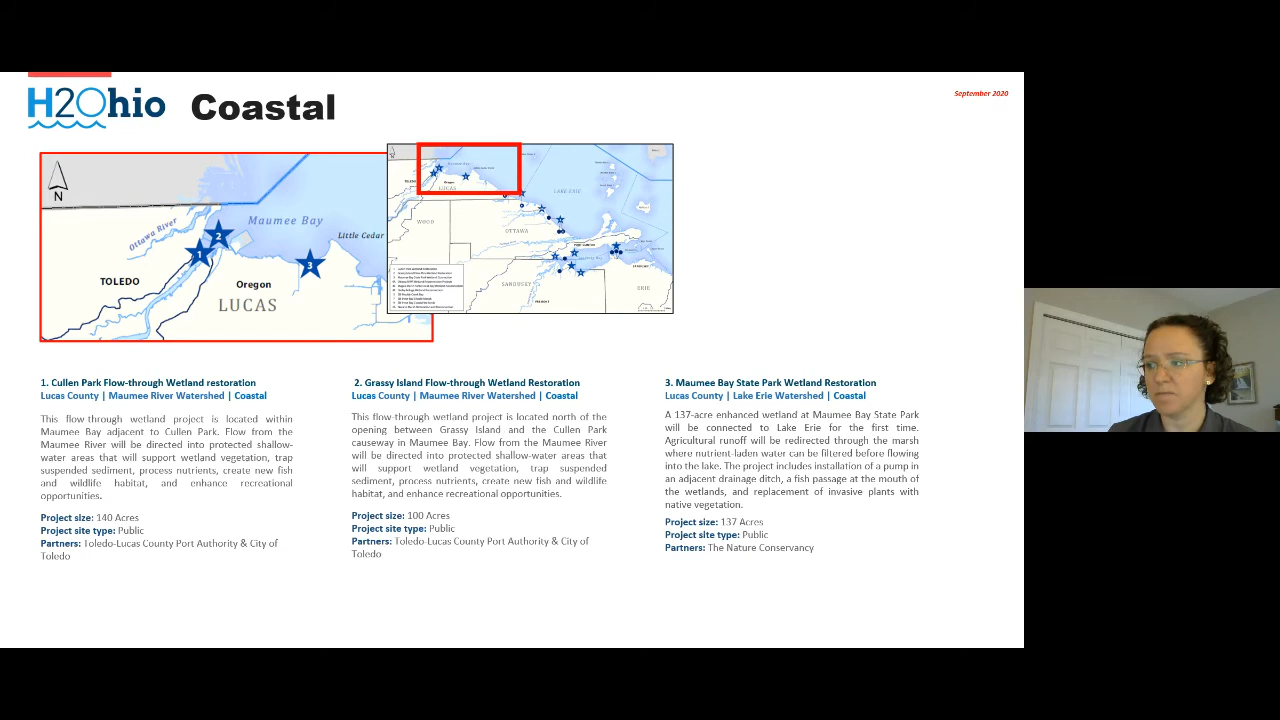 H2Ohio Coastal
September 2020
N
Ottawa River
Maumee Bay
Little Cedar
2
1
3
TOLEDO
Oregon
LUCAS
LUCAS
Oregon
LAKE ERIE
WOOD
OTTAWA
SANDUSKY
ERIE
1. Cullen Park Flow-through Wetland restoration
Lucas County | Maumee River Watershed | Coastal
This flow-through wetland project is located within
Maumee Bay adjacent to Cullen Park. Flow from the
Maumee River will be directed into protected shallow-
water areas that will support wetland vegetation, trap
suspended sediment, process nutrients, create new fish
and wildlife habitat, and enhance recreational
opportunities.
Project size: 140 Acres
Project site type: Public
Partners: Toledo-Lucas County Port Authority & City of
Toledo
2. Grassy Island Flow-through Wetland Restoration
Lucas County | Maumee River Watershed | Coastal
This flow-through wetland project is located north of the
opening between Grassy Island and the Cullen Park
causeway in Maumee Bay. Flow from the Maumee River
will be directed into protected shallow-water areas that
will support wetland vegetation, trap suspended
sediment, process nutrients, create new fish and wildlife
habitat, and enhance recreational opportunities.
Project size: 100 Acres
Project site type: Public
Partners: Toledo-Lucas County Port Authority & City of
Toledo
3. Maumee Bay State Park Wetland Restoration
Lucas County | Lake Erie Watershed | Coastal
A 137-acre enhanced wetland at Maumee Bay State Park
will be connected to Lake Erie for the first time.
Agricultural runoff will be redirected through the marsh
where nutrient-laden water can be filtered before flowing
into the lake. The project includes installation of a pump in
an adjacent drainage ditch, a fish passage at the mouth of
the wetlands, and replacement of invasive plants with
native vegetation.
Project size: 137 Acres
Project site type: Public
Partners: The Nature Conservancy